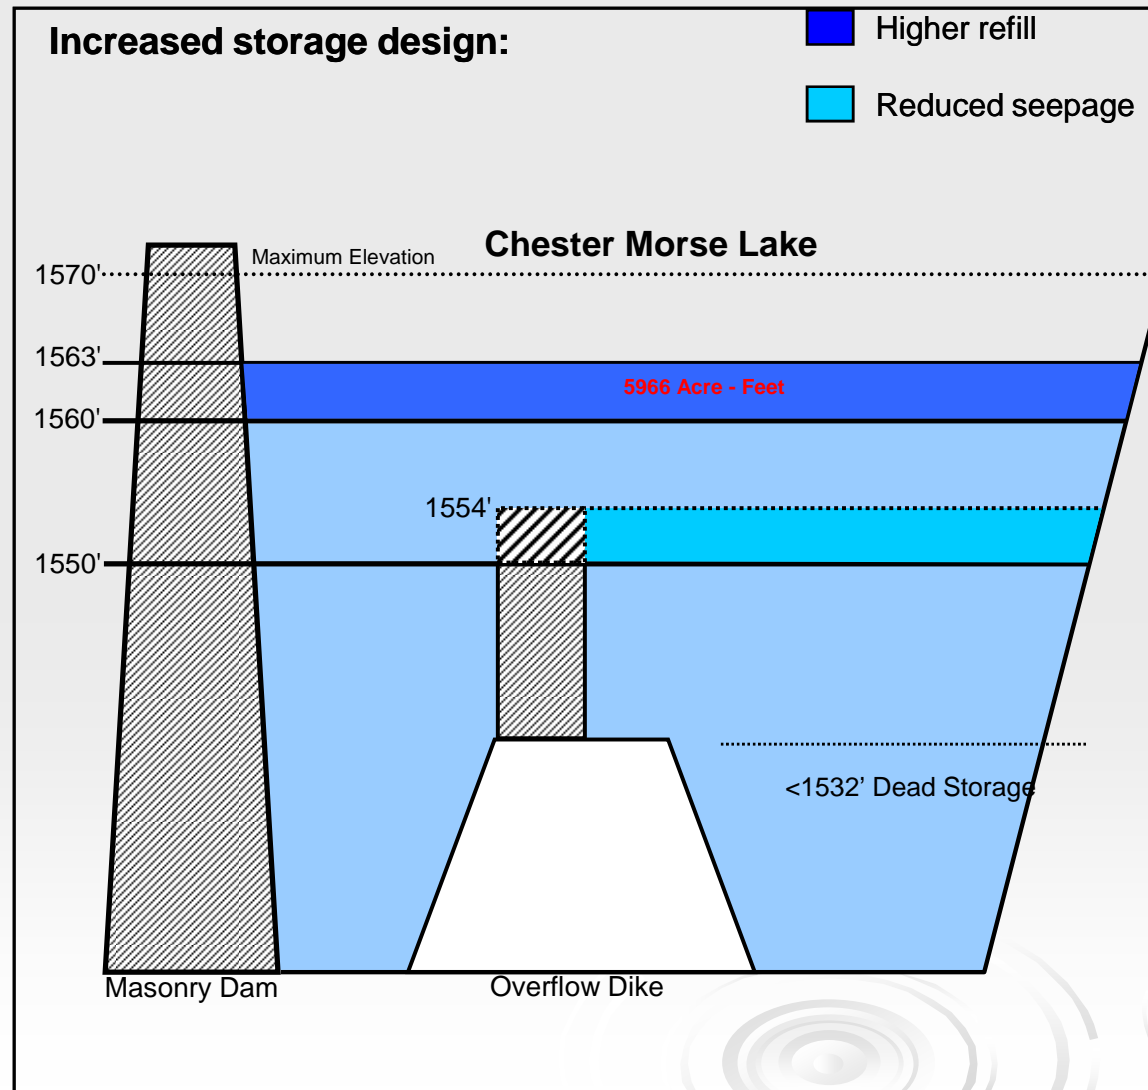 Increased storage design:
Higher refill
Reduced seepage
Chester Morse Lake
Maximum Elevation
1570'
1563'
5966 Acre - Feet
1560'
1554'
1550'
<1532’ Dead Storage
Masonry Dam
Overflow Dike